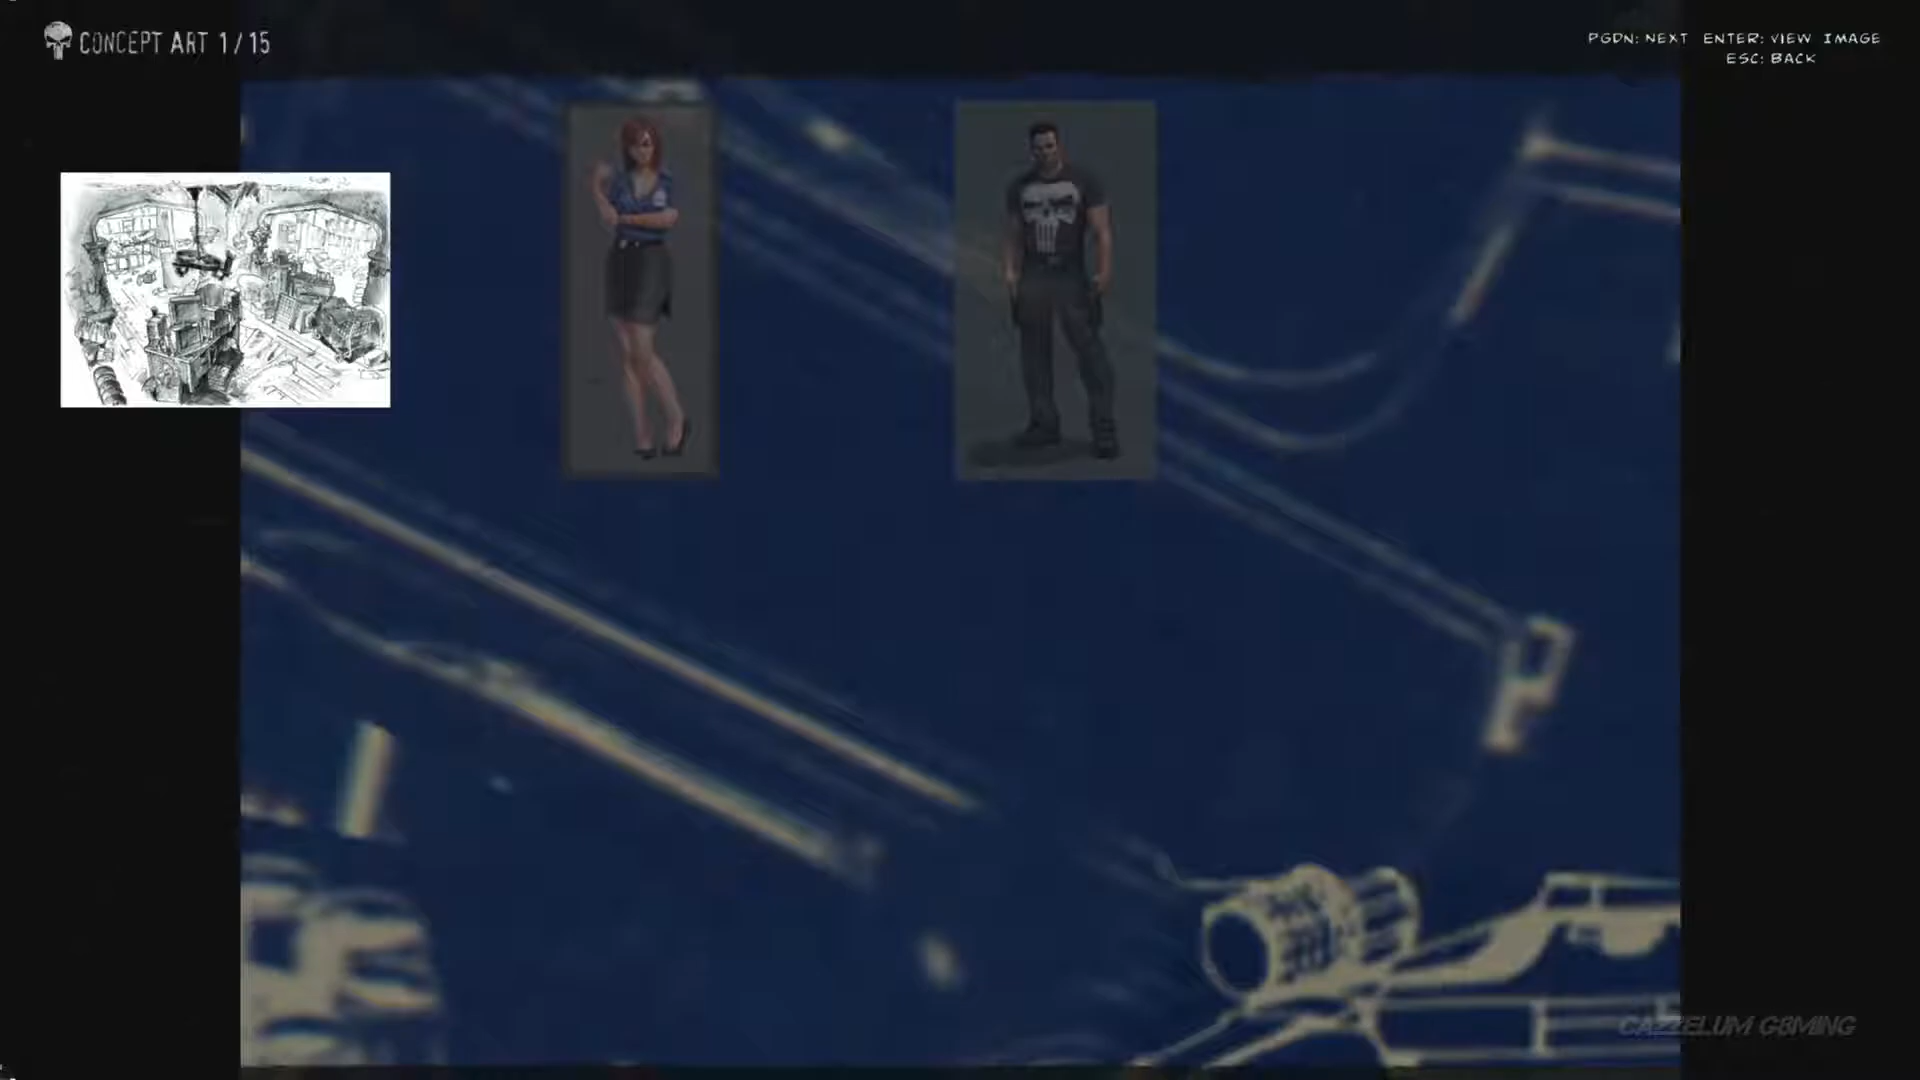 CONCEPT ART 1/15
PGDN: NEXT ENTER: VIEW IMAGE
ESC: BACK
CAZZELUM G8MING